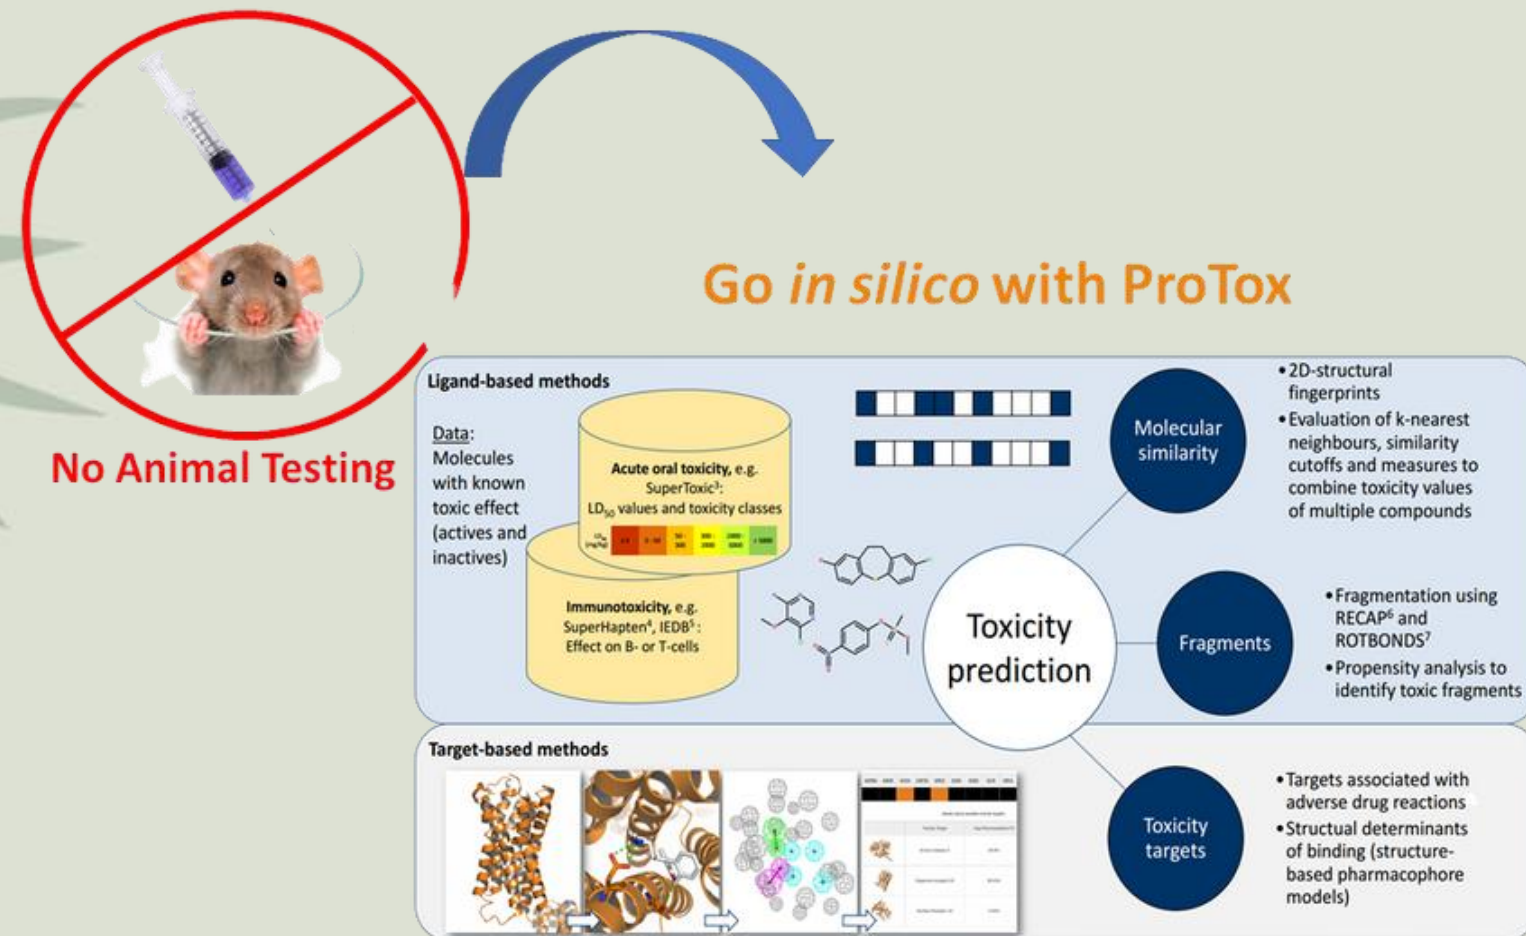 No Animal Testing
Go in silico with ProTox
Ligand-based methods
Data:
Molecules
with known
toxic effect
(actives and
inactives)
Acute oral toxicity, e.g.
SuperToxic³:
LD₅₀ values and toxicity classes
Immunotoxicity, e.g.
SuperHapten⁴, IEDB⁵ :
Effect on B- or T-cells
Toxicity
prediction
Molecular
similarity
•2D-structural
fingerprints
•Evaluation of k-nearest
neighbours, similarity
cutoffs and measures to
combine toxicity values
of multiple compounds
Fragments
•Fragmentation using
RECAP⁶ and
ROTBONDS⁷
•Propensity analysis to
identify toxic fragments
Target-based methods
Toxicity
targets
•Targets associated with
adverse drug reactions
•Structual determinants
of binding (structure-
based pharmacophore
models)